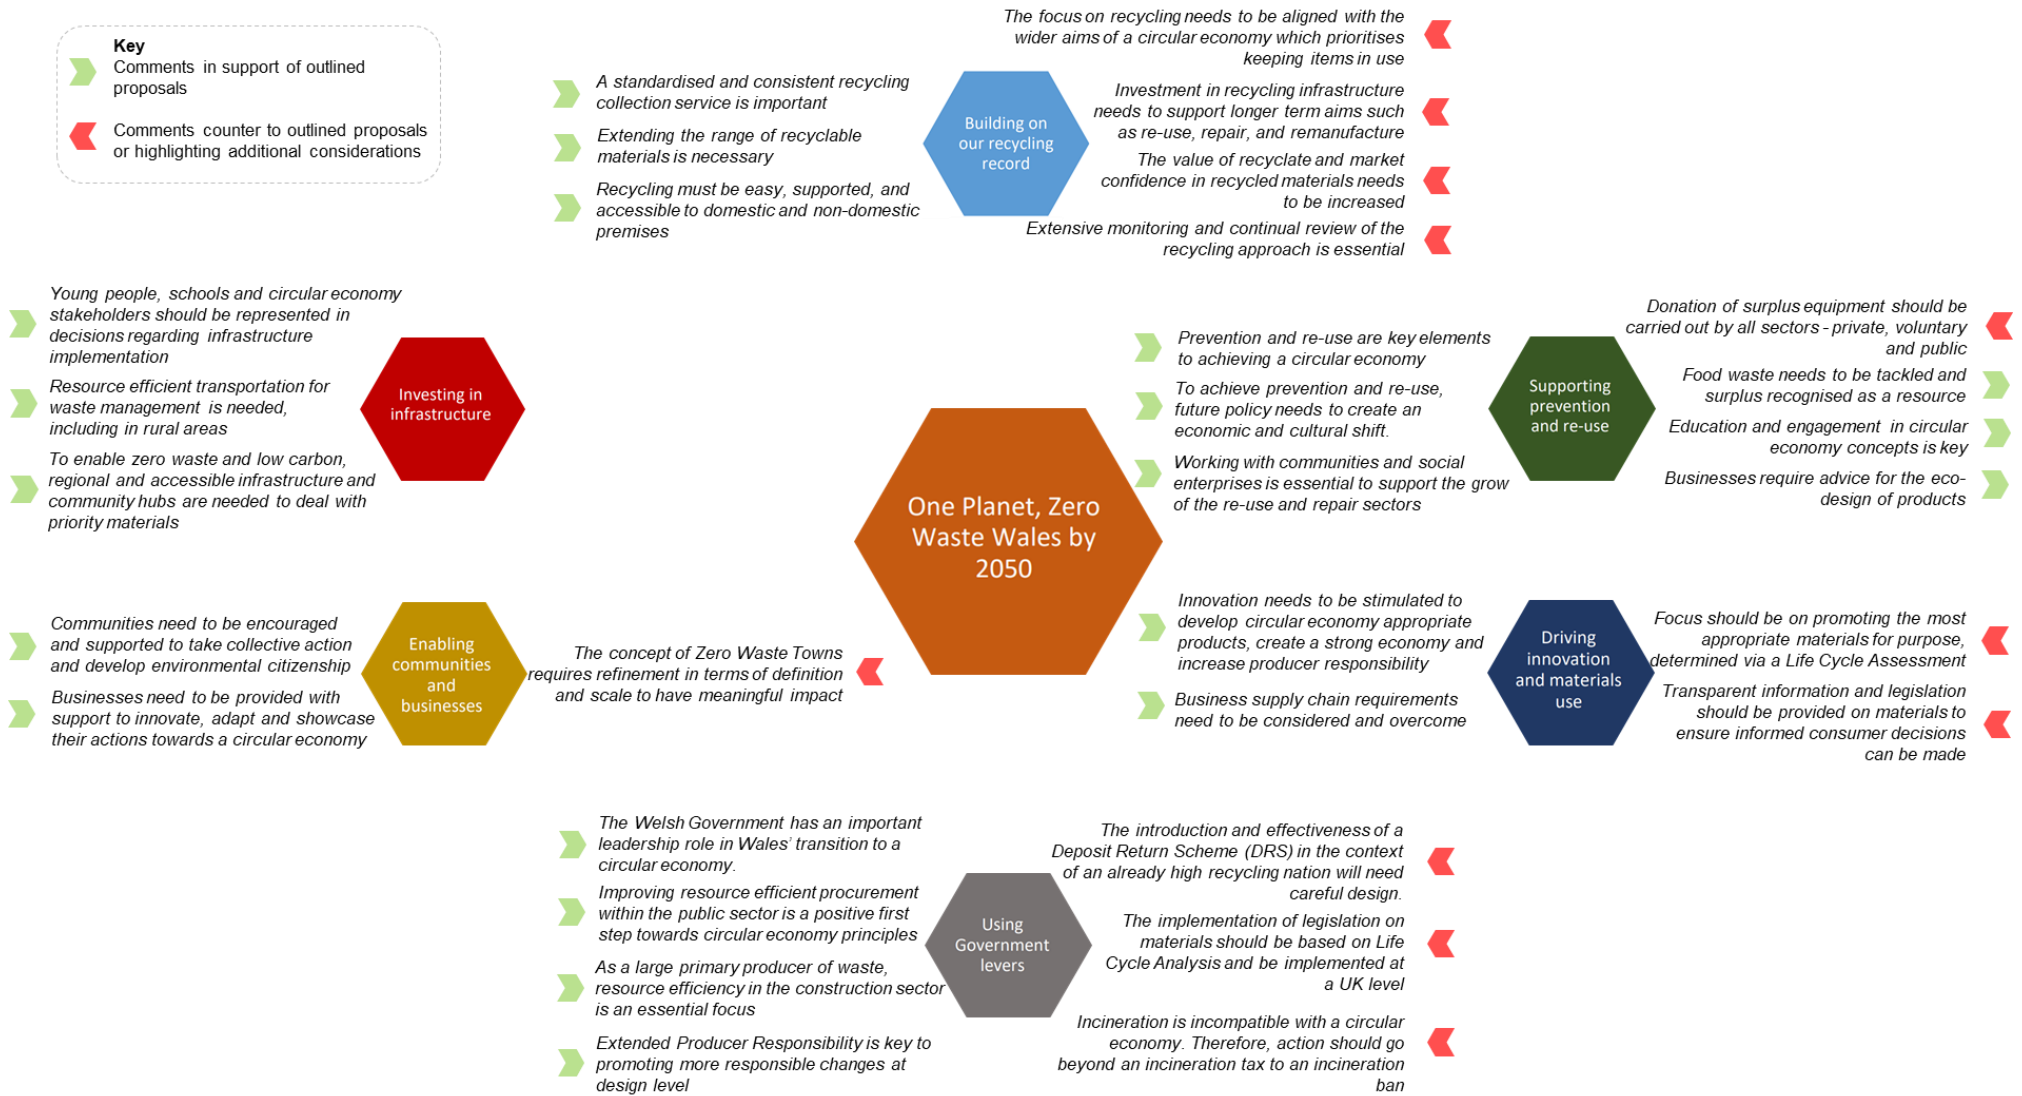 Key
Comments in support of outlined
proposals
Comments counter to outlined proposals
or highlighting additional considerations
A standardised and consistent recycling
collection service is important
Extending the range of recyclable
materials is necessary
Recycling must be easy, supported, and
accessible to domestic and non-domestic
premises
Building on
our recycling
record
The focus on recycling needs to be aligned with the
wider aims of a circular economy which prioritises
keeping items in use
Investment in recycling infrastructure
needs to support longer term aims such
as re-use, repair, and remanufacture
The value of recyclate and market
confidence in recycled materials needs
to be increased
Extensive monitoring and continual review of the
recycling approach is essential
Young people, schools and circular economy
stakeholders should be represented in
decisions regarding infrastructure
implementation
Resource efficient transportation for
waste management is needed,
including in rural areas
To enable zero waste and low carbon,
regional and accessible infrastructure and
community hubs are needed to deal with
priority materials
Investing in
infrastructure
Prevention and re-use are key elements
to achieving a circular economy
To achieve prevention and re-use,
future policy needs to create an
economic and cultural shift.
Working with communities and social
enterprises is essential to support the grow
of the re-use and repair sectors
Supporting
prevention
and re-use
Donation of surplus equipment should be
carried out by all sectors - private, voluntary
and public
Food waste needs to be tackled and
surplus recognised as a resource
Education and engagement in circular
economy concepts is key
Businesses require advice for the eco-
design of products
One Planet, Zero
Waste Wales by
2050
Communities need to be encouraged
and supported to take collective action
and develop environmental citizenship
Businesses need to be provided with
support to innovate, adapt and showcase
their actions towards a circular economy
Enabling
communities
and
businesses
The concept of Zero Waste Towns
requires refinement in terms of definition
and scale to have meaningful impact
Innovation needs to be stimulated to
develop circular economy appropriate
products, create a strong economy and
increase producer responsibility
Business supply chain requirements
need to be considered and overcome
Driving
innovation
and materials
use
Focus should be on promoting the most
appropriate materials for purpose,
determined via a Life Cycle Assessment
Transparent information and legislation
should be provided on materials to
ensure informed consumer decisions
can be made
The Welsh Government has an important
leadership role in Wales' transition to a
circular economy.
Improving resource efficient procurement
within the public sector is a positive first
step towards circular economy principles
As a large primary producer of waste,
resource efficiency in the construction sector
is an essential focus
Extended Producer Responsibility is key to
promoting more responsible changes at
design level
Using
Government
levers
The introduction and effectiveness of a
Deposit Return Scheme (DRS) in the context
of an already high recycling nation will need
careful design.
The implementation of legislation on
materials should be based on Life
Cycle Analysis and be implemented at
a UK level
Incineration is incompatible with a circular
economy. Therefore, action should go
beyond an incineration tax to an incineration
ban